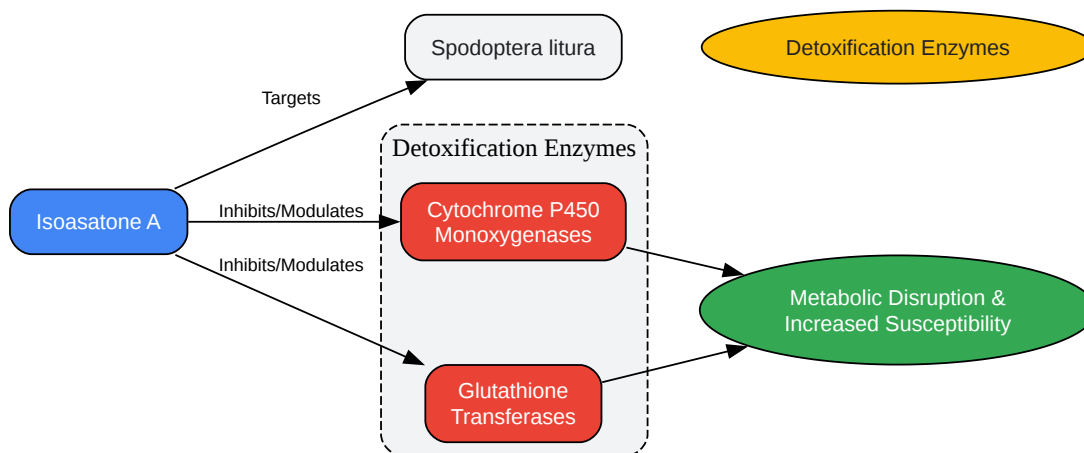 Spodoptera litura
Detoxification Enzymes
Targets
Detoxification Enzymes
Isoasatone A
Inhibits/Modulates
Cytochrome P450
Monoxygenases
Inhibits/Modulates
Metabolic Disruption &
Increased Susceptibility
Glutathione
Transferases